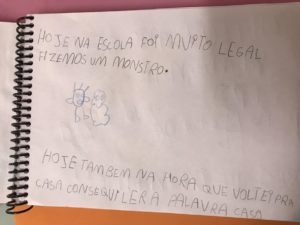 HOJE NA ESCOLA FOI MUITO LEGAL
FIZEMOS UM MONSTRO.
HOJE TAMBEM NA HORA QUE VOLTEI PRA
CASA CONSEGUI LER A PALAVRA CASA